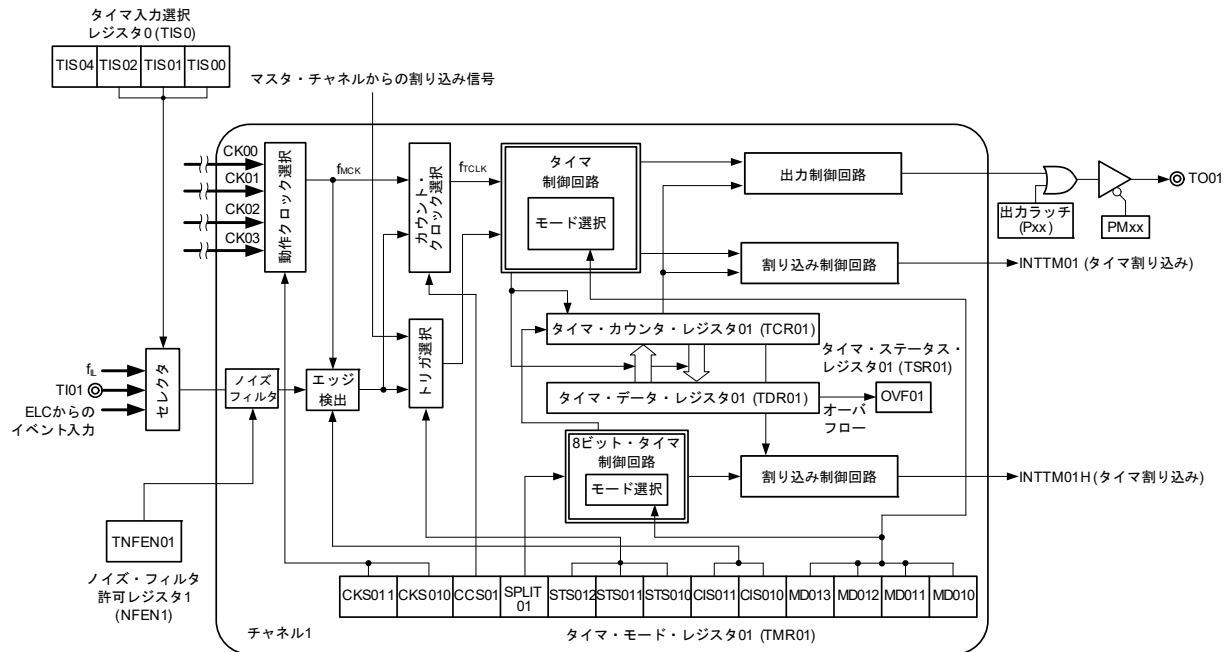 タイマ入力選択
レジスタ0 (TIS0)
TIS04 TIS02 TIS01 TIS00
マスタ・チャネルからの割り込み信号
CK00
CK01
CK02
CK03
動作クロック選択
fMCK
カウント・
クロック選択
fTCLK
タイマ
制御回路
モード選択
出力制御回路
TO01
出力ラッチ
(Pxx)
PMxx
割り込み制御回路
INTTM01 (タイマ割り込み)
トリガ選択
タイマ・カウンタ・レジスタ01 (TCR01)
タイマ・ステータス・
レジスタ01 (TSR01)
fIL
TI01
ELCからの
イベント入力
セレクタ
ノイズ
フィルタ
エッジ
検出
タイマ・データ・レジスタ01 (TDR01)
オーバ
フロー
OVF01
8ビット・タイマ
制御回路
モード選択
割り込み制御回路
INTTM01H (タイマ割り込み)
TNFEN01
ノイズ・フィルタ
許可レジスタ1
(NFEN1)
CKS011 CKS010 CCS01 SPLIT
01 STS012 STS011 STS010 CIS011 CIS010 MD013 MD012 MD011 MD010
チャネル1
タイマ・モード・レジスタ01 (TMR01)